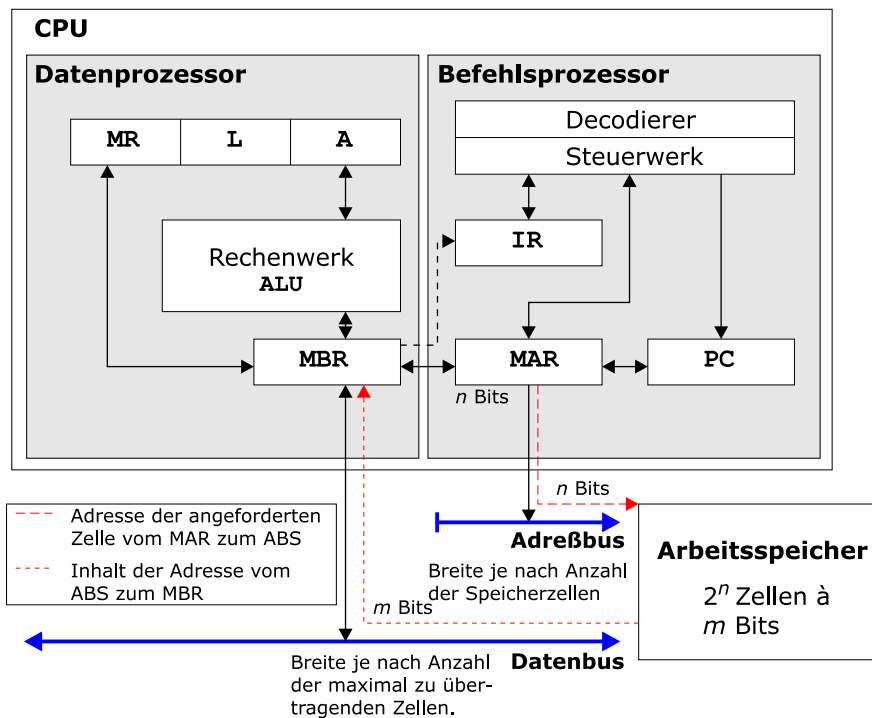 CPU
Datenprozessor
MR L A
Rechenwerk
ALU
MBR
Befehlsprozessor
Decodierer
Steuerwerk
IR
MAR
PC
n Bits
n Bits
Adreßbus
Breite je nach Anzahl
der Speicherzellen
Arbeitsspeicher
2ⁿ Zellen à
m Bits
Adresse der angeforderten
Zelle vom MAR zum ABS
Inhalt der Adresse vom
ABS zum MBR
m Bits
Datenbus
Breite je nach Anzahl
der maximal zu über-
tragenden Zellen.